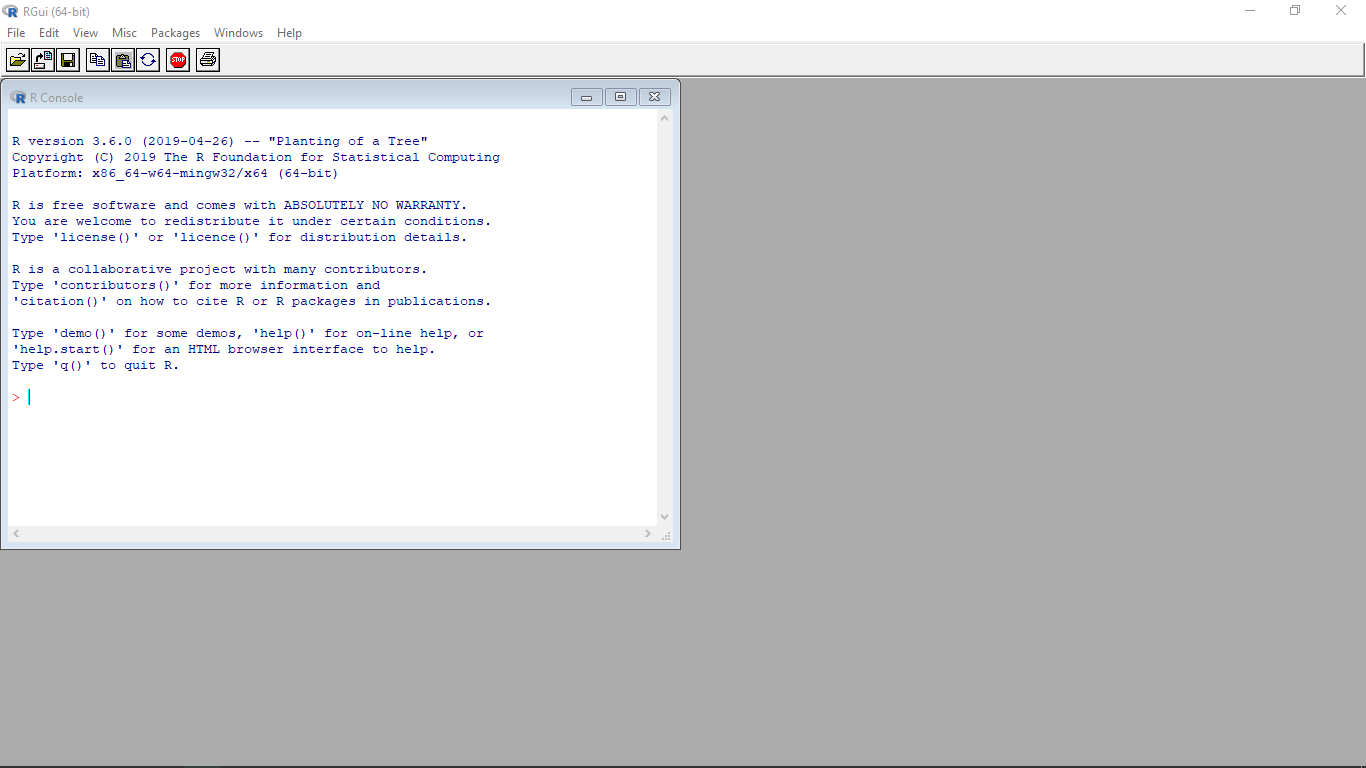 RGui (64-bit)
File Edit View Misc Packages Windows Help
STOP
R Console
R version 3.6.0 (2019-04-26) -- "Planting of a Tree"
Copyright (C) 2019 The R Foundation for Statistical Computing
Platform: x86_64-w64-mingw32/x64 (64-bit)
R is free software and comes with ABSOLUTELY NO WARRANTY.
You are welcome to redistribute it under certain conditions.
Type 'license()' or 'licence()' for distribution details.
R is a collaborative project with many contributors.
Type 'contributors()' for more information and
'citation()' on how to cite R or R packages in publications.
Type 'demo()' for some demos, 'help()' for on-line help, or
'help.start()' for an HTML browser interface to help.
Type 'q()' to quit R.
>